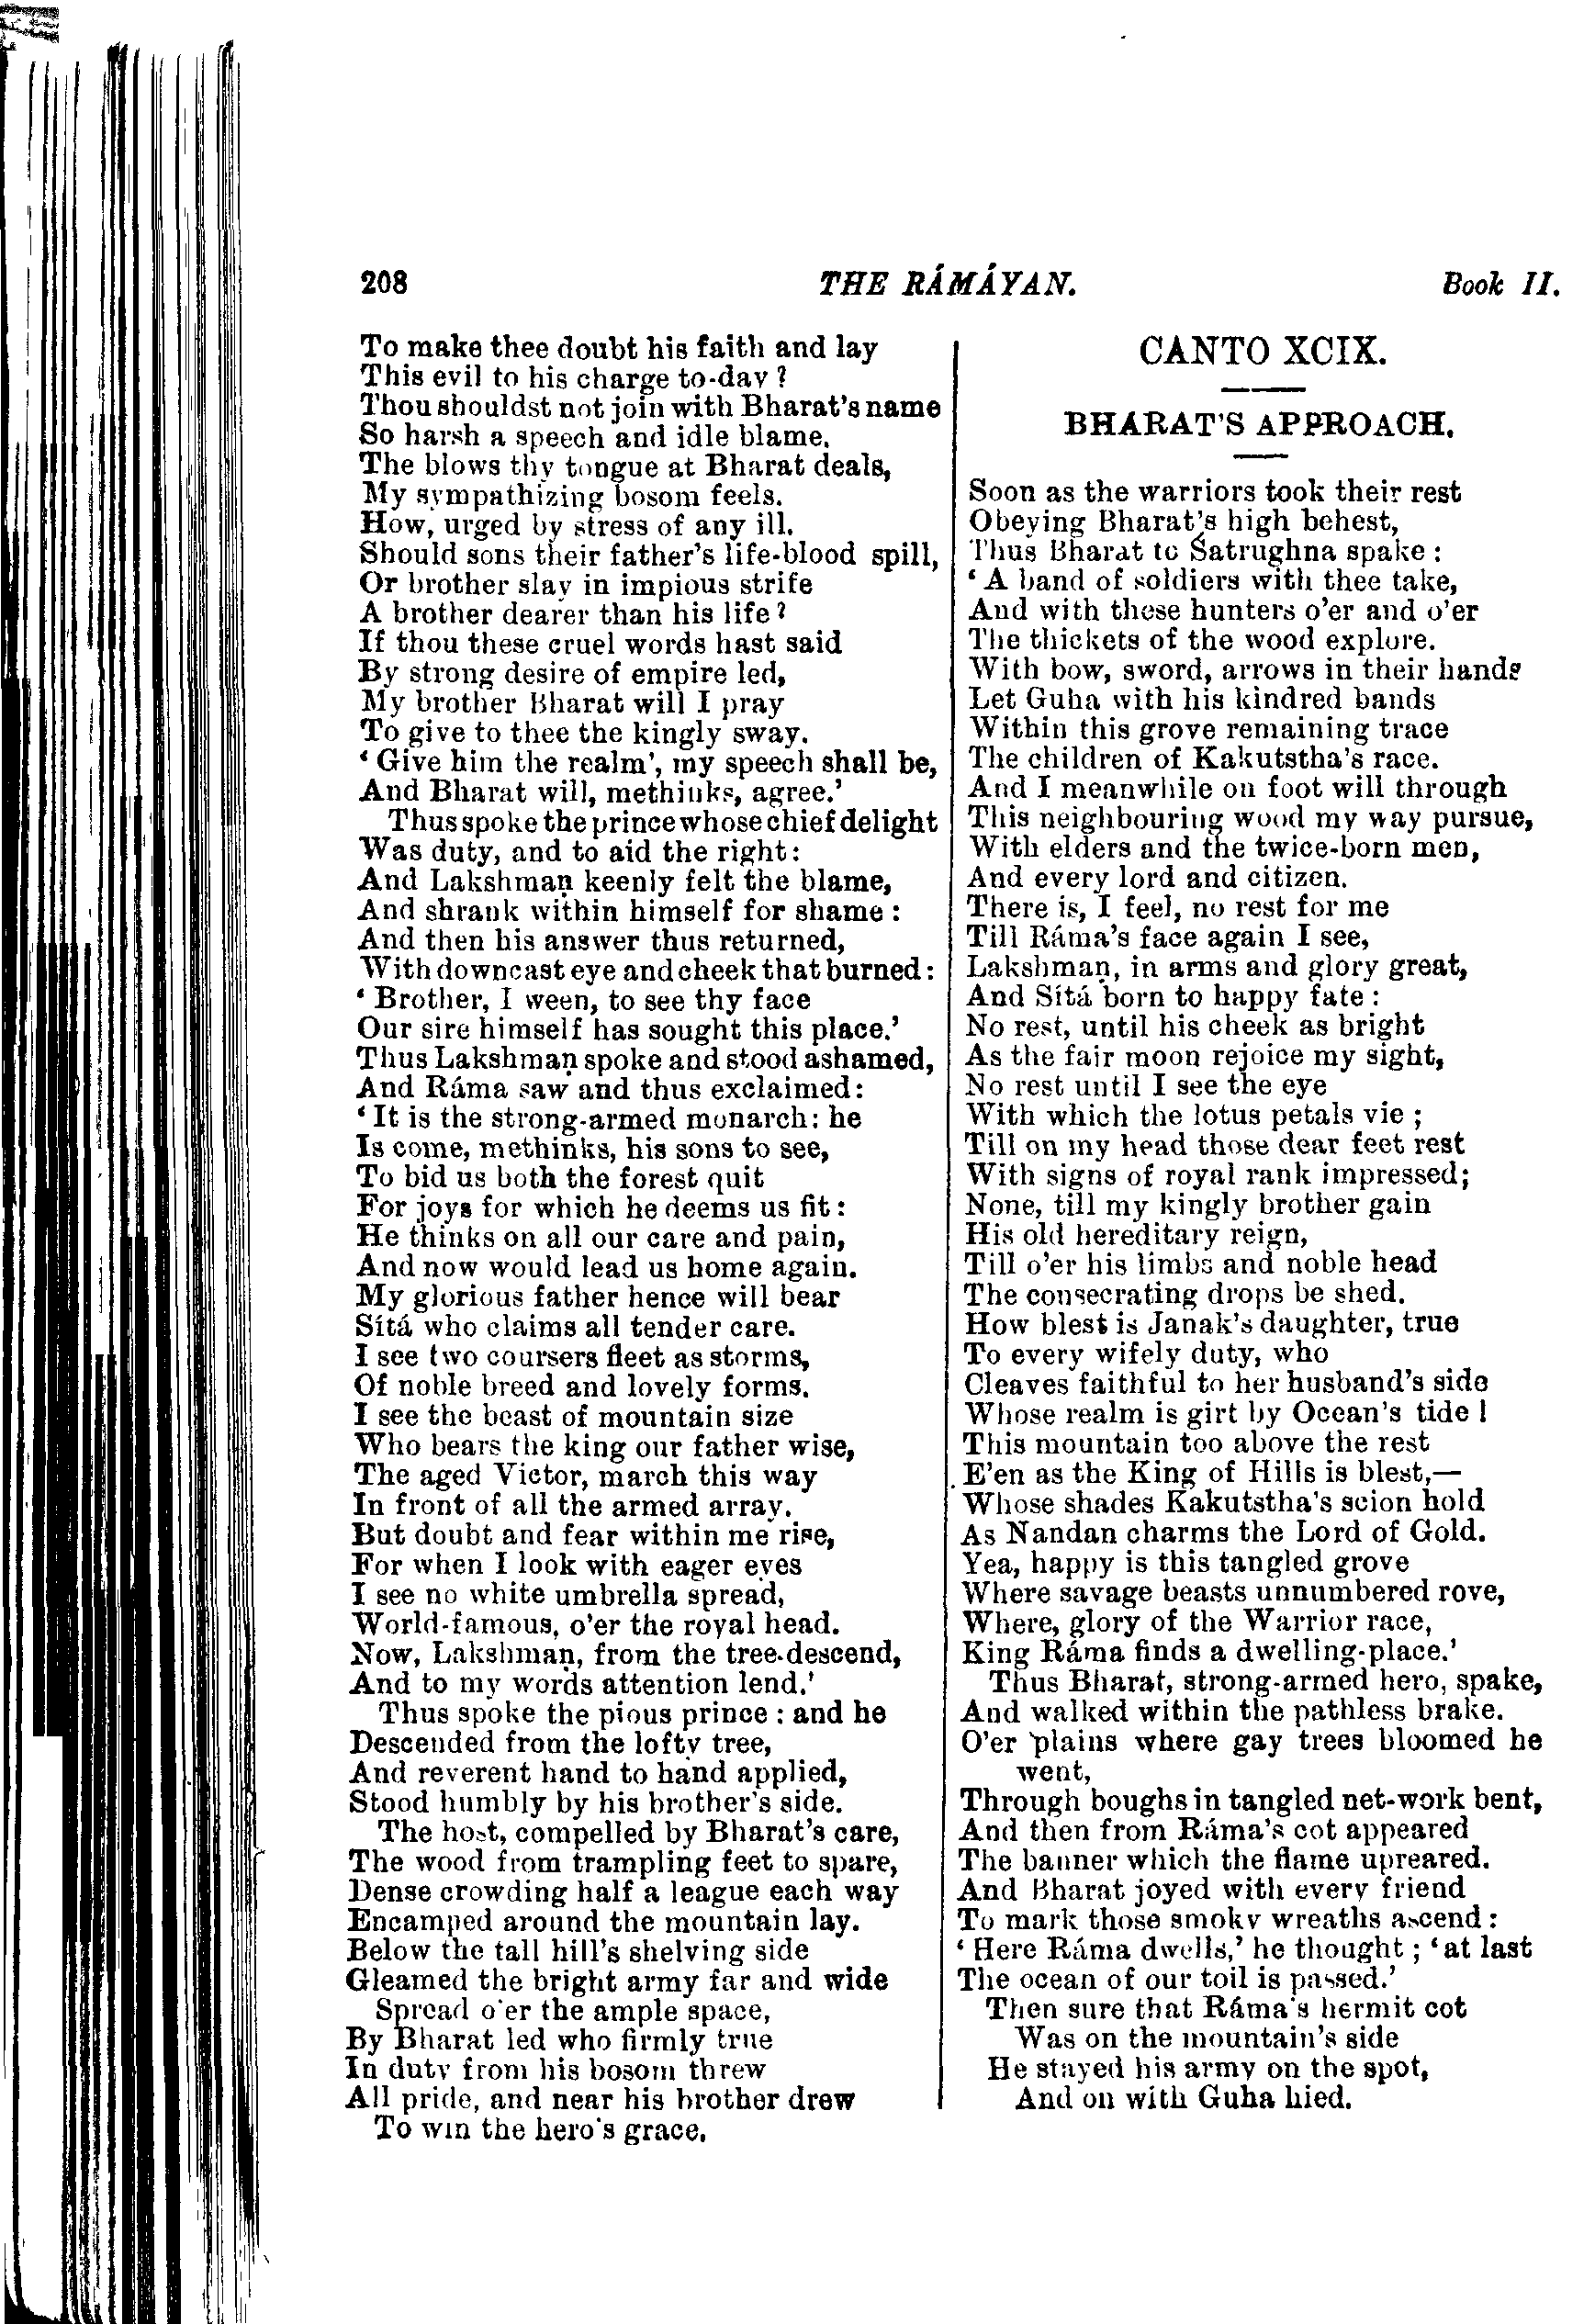 208 THE RÁMÁYAN. Book II.
To make thee doubt his faith and lay
This evil to his charge to-day ?
Thou shouldst not join with Bharat's name
So harsh a speech and idle blame.
The blows thy tongue at Bharat deals,
My sympathizing bosom feels.
How, urged by stress of any ill.
Should sons their father's life-blood spill,
Or brother slay in impious strife
A brother dearer than his life?
If thou these cruel words hast said
By strong desire of empire led,
My brother Bharat will I pray
To give to thee the kingly sway.
‘ Give him the realm’, my speech shall be,
And Bharat will, methinks, agree.’
Thus spoke the prince whose chief delight
Was duty, and to aid the right:
And Lakshmaṇ keenly felt the blame,
And shrank within himself for shame :
And then his answer thus returned,
With downcast eye and cheek that burned:
‘ Brother, I ween, to see thy face
Our sire himself has sought this place.’
Thus Lakshmaṇ spoke and stood ashamed,
And Ráma saw and thus exclaimed:
‘ It is the strong-armed monarch: he
Is come, methinks, his sons to see,
To bid us both the forest quit
For joys for which he deems us fit:
He thinks on all our care and pain,
And now would lead us home again.
My glorious father hence will bear
Sítá who claims all tender care.
I see two coursers fleet as storms,
Of noble breed and lovely forms.
I see the beast of mountain size
Who bears the king our father wise,
The aged Victor, march this way
In front of all the armed array.
But doubt and fear within me rise,
For when I look with eager eyes
I see no white umbrella spread,
World-famous, o'er the royal head.
Now, Lakshmaṇ, from the tree-descend,
And to my words attention lend.’
Thus spoke the pious prince : and he
Descended from the lofty tree,
And reverent hand to hand applied,
Stood humbly by his brother's side.
The host, compelled by Bharat's care,
The wood from trampling feet to spare,
Dense crowding half a league each way
Encamped around the mountain lay.
Below the tall hill's shelving side
Gleamed the bright army far and wide
Spread o'er the ample space,
By Bharat led who firmly true
In duty from his bosom threw
All pride, and near his brother drew
To win the hero's grace.
CANTO XCIX.
BHARAT'S APPROACH.
Soon as the warriors took their rest
Obeying Bharat's high behest,
Thus Bharat to Śatrughna spake :
‘ A band of soldiers with thee take,
And with these hunters o'er and o'er
The thickets of the wood explore.
With bow, sword, arrows in their hands
Let Guha with his kindred bands
Within this grove remaining trace
The children of Kakutstha's race.
And I meanwhile on foot will through
This neighbouring wood my way pursue,
With elders and the twice-born men,
And every lord and citizen.
There is, I feel, no rest for me
Till Ráma's face again I see,
Lakshmaṇ, in arms and glory great,
And Sítá born to happy fate :
No rest, until his cheek as bright
As the fair moon rejoice my sight,
No rest until I see the eye
With which the lotus petals vie ;
Till on my head those dear feet rest
With signs of royal rank impressed;
None, till my kingly brother gain
His old hereditary reign,
Till o'er his limbs and noble head
The consecrating drops be shed.
How blest is Janak's daughter, true
To every wifely duty, who
Cleaves faithful to her husband's side
Whose realm is girt by Ocean's tide !
This mountain too above the rest
E'en as the King of Hills is blest,—
Whose shades Kakutstha's scion hold
As Nandan charms the Lord of Gold.
Yea, happy is this tangled grove
Where savage beasts unnumbered rove,
Where, glory of the Warrior race,
King Ráma finds a dwelling-place.’
Thus Bharat, strong-armed hero, spake,
And walked within the pathless brake.
O'er plains where gay trees bloomed he
went,
Through boughs in tangled net-work bent,
And then from Ráma's cot appeared
The banner which the flame upreared.
And Bharat joyed with every friend
To mark those smoky wreaths ascend :
‘ Here Ráma dwells,’ he thought ; ‘ at last
The ocean of our toil is passed.’
Then sure that Ráma's hermit cot
Was on the mountain's side
He stayed his army on the spot,
And on with Guha hied.